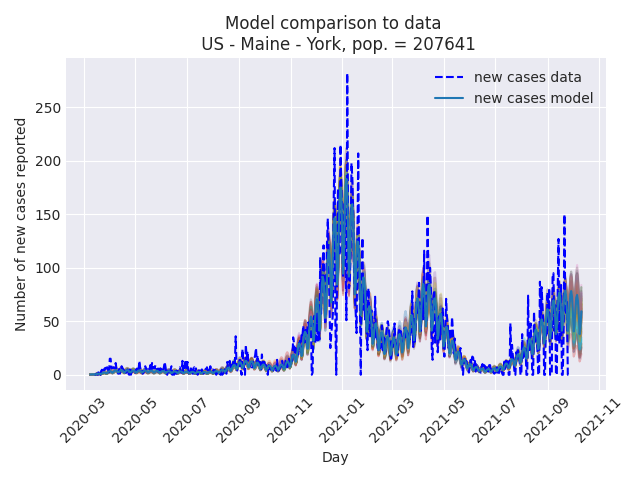 Model comparison to data
US - Maine - York, pop. = 207641
new cases data
new cases model
Number of new cases reported
250
200
150
100
50
0
2020-03
2020-05
2020-07
2020-09
2020-11
2021-01
2021-03
2021-05
2021-07
2021-09
2021-11
Day